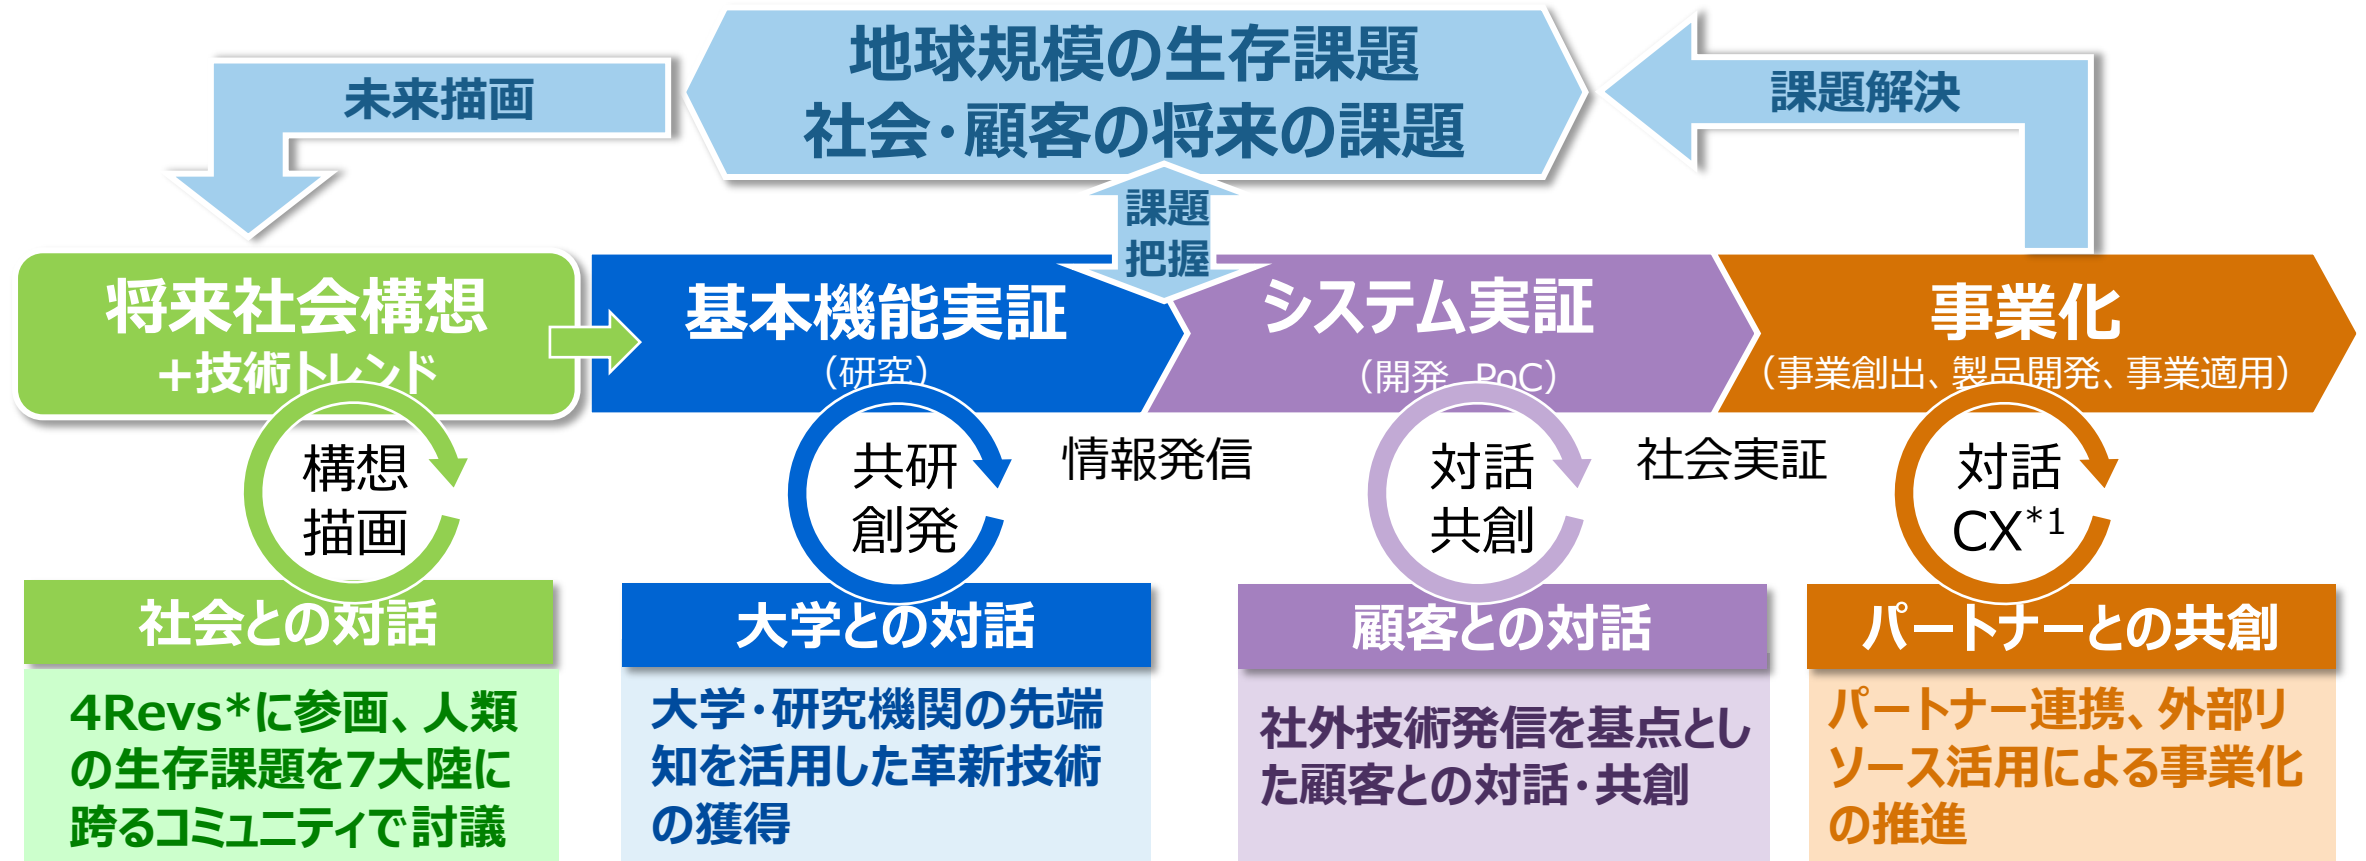 地球規模の生存課題
社会・顧客の将来の課題
未来描画
課題解決
課題
把握
将来社会構想
+技術トレンド
基本機能実証
（研究）
システム実証
（開発、PoC）
事業化
（事業創出、製品開発、事業適用）
構想
描画
共研
創発
情報発信
対話
共創
社会実証
対話
CX*1
社会との対話
4Revs*に参画、人類
の生存課題を7大陸に
跨るコミュニティで討議
大学との対話
大学・研究機関の先端
知を活用した革新技術
の獲得
顧客との対話
社外技術発信を基点とし
た顧客との対話・共創
パートナーとの共創
パートナー連携、外部リ
ソース活用による事業化
の推進